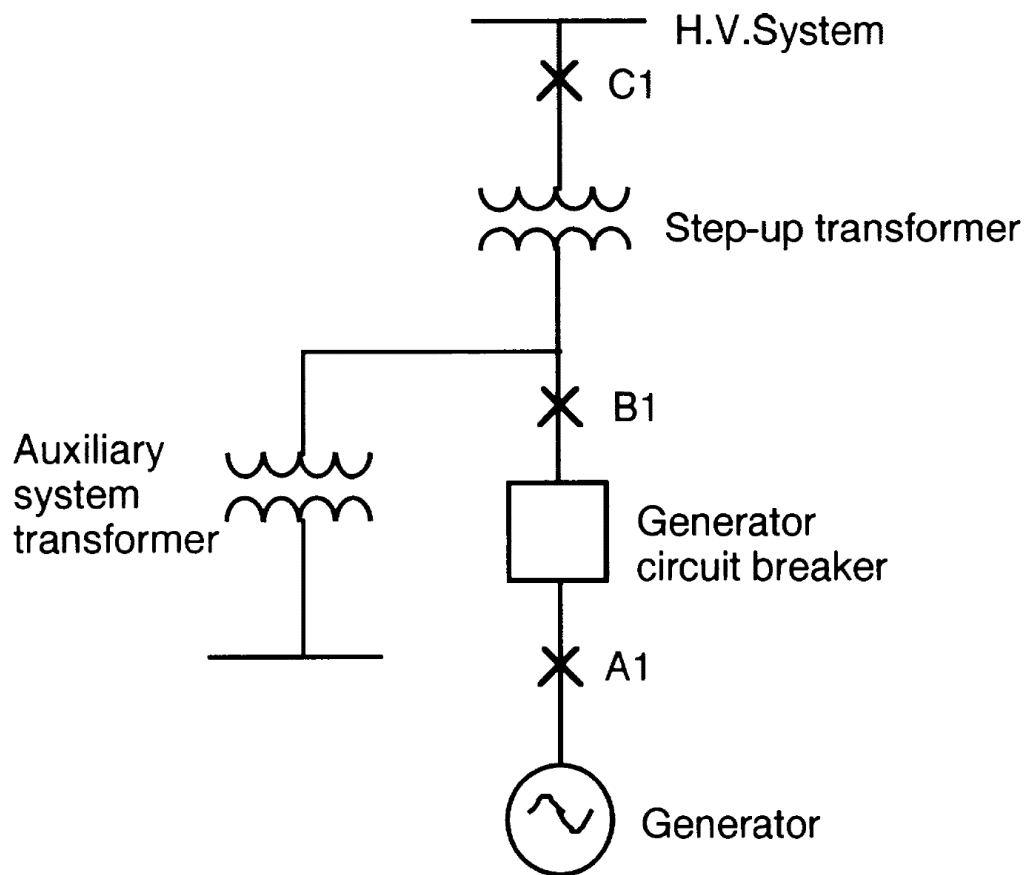 H.V.System
C1
Step-up transformer
B1
Auxiliary
system
transformer
Generator
circuit breaker
A1
Generator